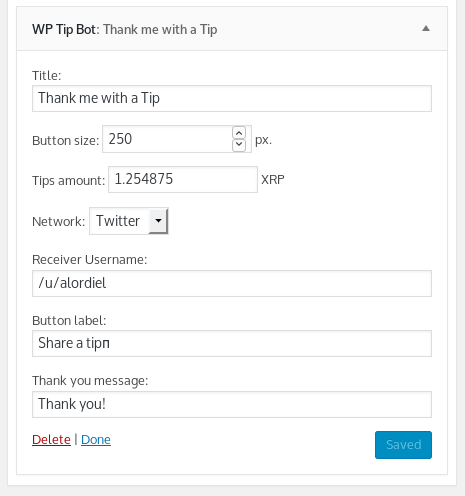 WP Tip Bot: Thank me with a Tip
Title:
Thank me with a Tip
Button size: 250 px.
Tips amount: 1.254875 XRP
Network: Twitter
Receiver Username:
/u/alordiel
Button label:
Share a tipп
Thank you message:
Thank you!
Delete | Done Saved